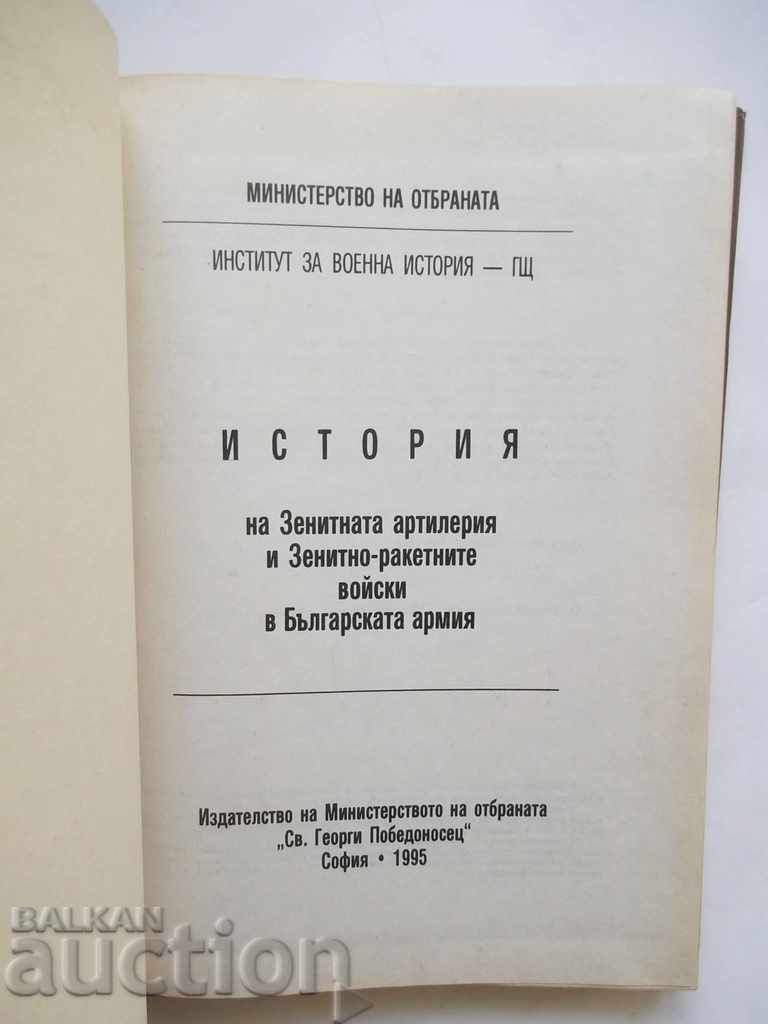 МИНИСТЕРСТВО НА ОТБРАНАТА
ИНСТИТУТ ЗА ВОЕННА ИСТОРИЯ — ГЩ
ИСТОРИЯ
на Зенитната артилерия
и Зенитно-ракетните
войски
в Българската армия
Издателство на Министерството на отбраната
„Св. Георги Победоносец“
София • 1995
BALKAN
auction